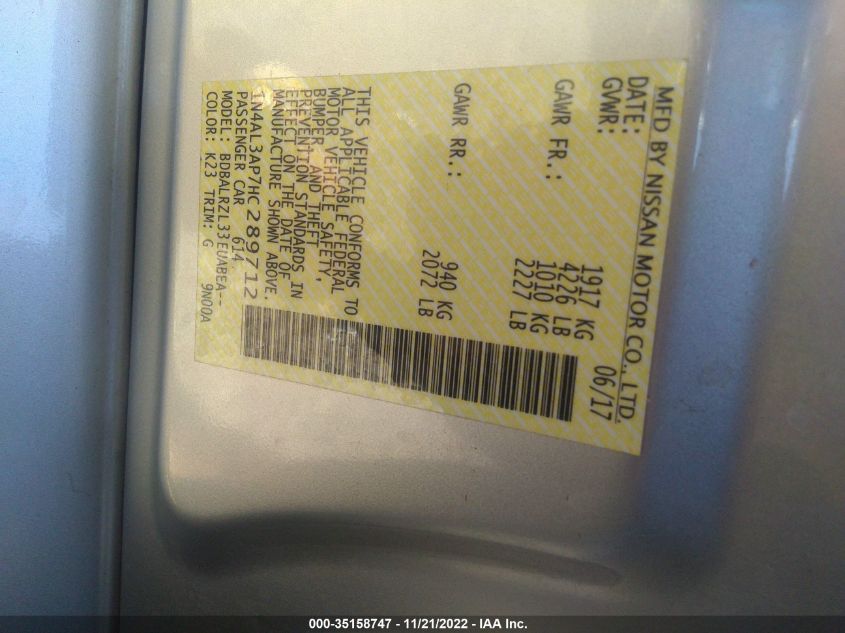 MFD BY NISSAN MOTOR CO., LTD.
DATE: 06/17
GVWR: 1917 KG
4226 LB
GAWR FR.: 1010 KG
2227 LB
GAWR RR.: 940 KG
2072 LB
THIS VEHICLE CONFORMS TO
ALL APPLICABLE FEDERAL
MOTOR VEHICLE SAFETY,
BUMPER, AND THEFT
PREVENTION STANDARDS IN
EFFECT ON THE DATE OF
MANUFACTURE SHOWN ABOVE.
1N4AL3AP7HC289712
PASSENGER CAR 614
MODEL: BDBALRZL33EUABEA--
COLOR: K23 TRIM: G 9N00A
000-35158747 - 11/21/2022 - IAA Inc.